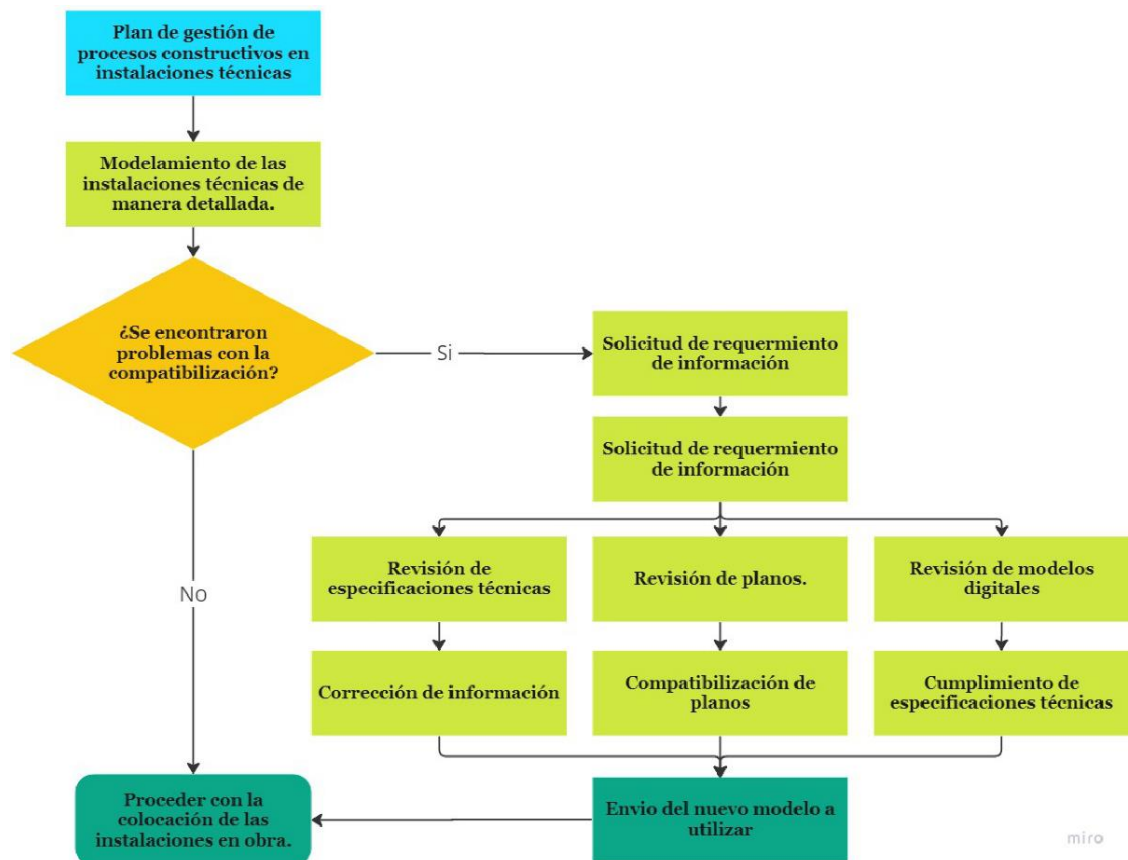 Plan de gestión de
procesos constructivos en
instalaciones técnicas
Modelamiento de las
instalaciones técnicas de
manera detallada.
¿Se encontraron
problemas con la
compatibilización?
Si
Solicitud de requermiento
de información
Solicitud de requermiento
de información
Revisión de
especificaciones técnicas
Revisión de planos.
Revisión de modelos
digitales
No
Corrección de información
Compatibilización de
planos
Cumplimiento de
especificaciones técnicas
Proceder con la
colocación de las
instalaciones en obra.
Envio del nuevo modelo a
utilizar
miro